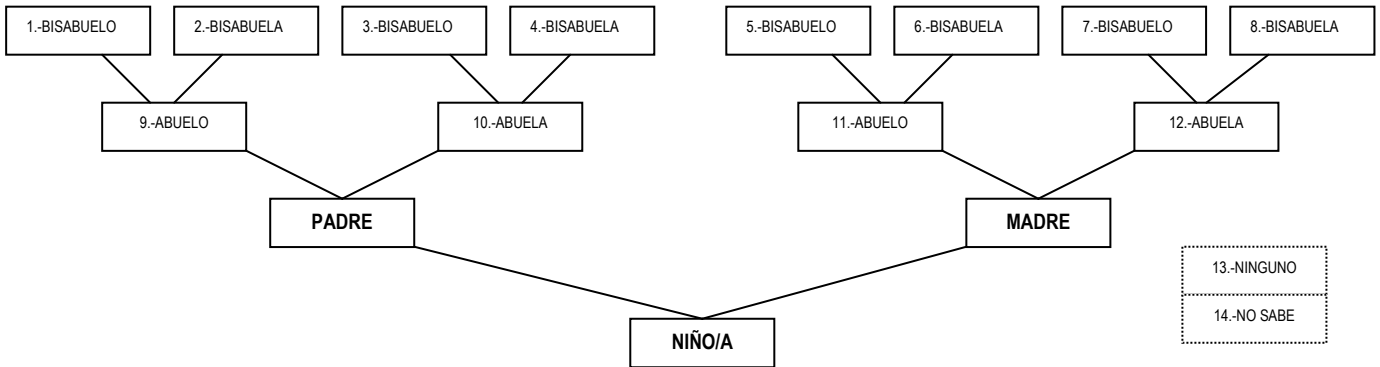 1.-BISABUELO
2.-BISABUELA
3.-BISABUELO
4.-BISABUELA
5.-BISABUELO
6.-BISABUELA
7.-BISABUELO
8.-BISABUELA
9.-ABUELO
10.-ABUELA
11.-ABUELO
12.-ABUELA
PADRE
MADRE
13.-NINGUNO
14.-NO SABE
NIÑO/A